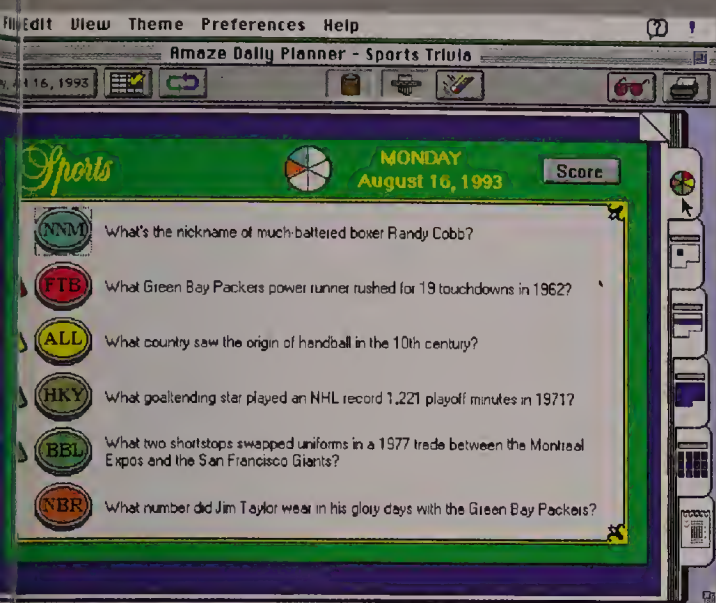 Edit View Theme Preferences Help
Amaze Daily Planner - Sports Trivia
16, 1993
Sports
MONDAY
August 16, 1993
Score
NNM
What's the nickname of much-battered boxer Randy Cobb?
FTB
What Green Bay Packers power runner rushed for 19 touchdowns in 1962?
ALL
What country saw the origin of handball in the 10th century?
HKY
What goaltending star played an NHL record 1,221 playoff minutes in 1971?
BBL
What two shortstops swapped uniforms in a 1977 trade between the Montreal
Expos and the San Francisco Giants?
NBR
What number did Jim Taylor wear in his glory days with the Green Bay Packers?